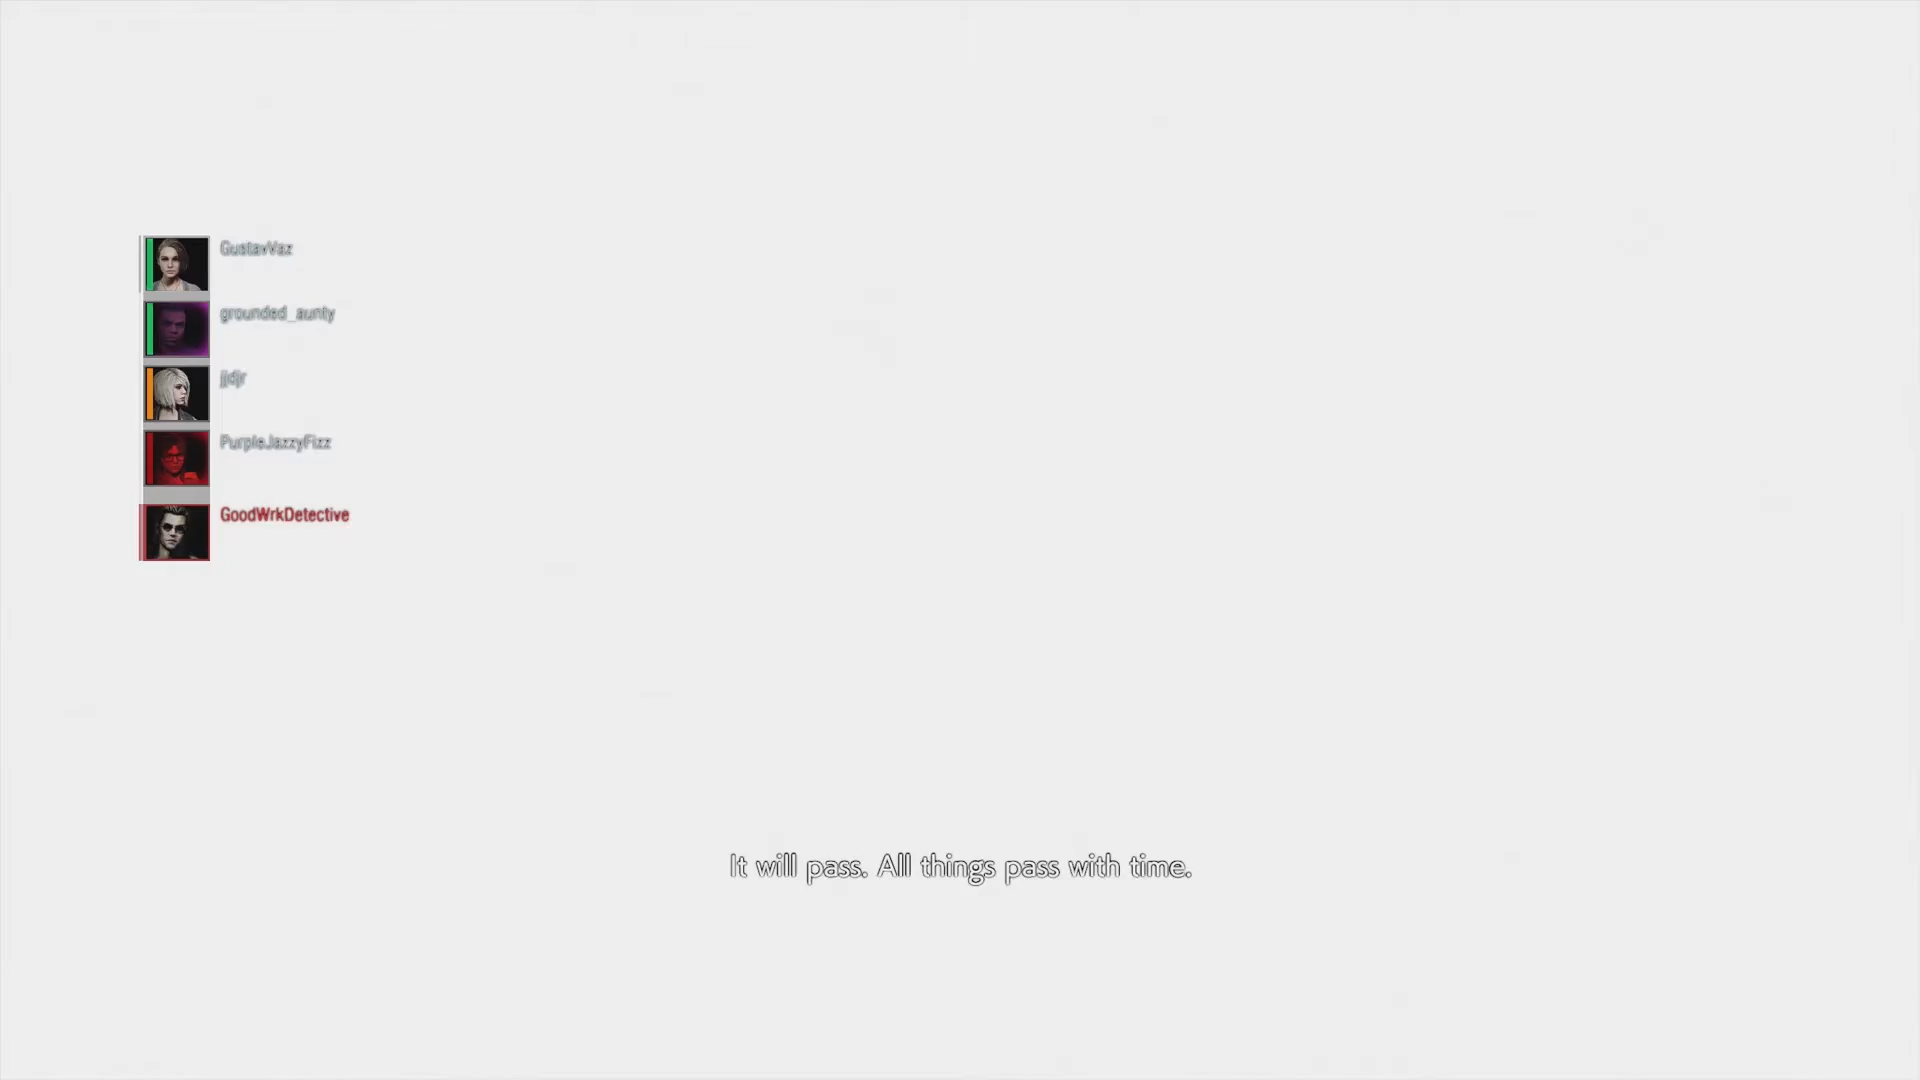 GustavVaz
grounded_aunty
jjdjr
PurpleJazzyFizz
GoodWrkDetective
It will pass. All things pass with time.